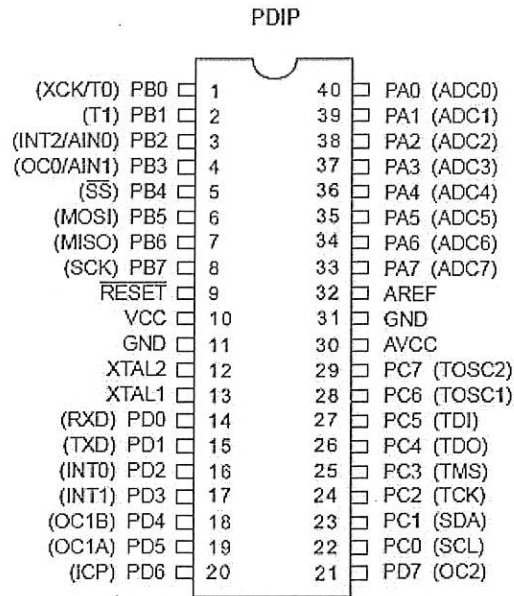 PDIP
(XCK/T0) PB0 1 40 PA0 (ADC0)
(T1) PB1 2 39 PA1 (ADC1)
(INT2/AIN0) PB2 3 38 PA2 (ADC2)
(OC0/AIN1) PB3 4 37 PA3 (ADC3)
(S̅S̅) PB4 5 36 PA4 (ADC4)
(MOSI) PB5 6 35 PA5 (ADC5)
(MISO) PB6 7 34 PA6 (ADC6)
(SCK) PB7 8 33 PA7 (ADC7)
R̅E̅S̅E̅T̅ 9 32 AREF
VCC 10 31 GND
GND 11 30 AVCC
XTAL2 12 29 PC7 (TOSC2)
XTAL1 13 28 PC6 (TOSC1)
(RXD) PD0 14 27 PC5 (TDI)
(TXD) PD1 15 26 PC4 (TDO)
(INT0) PD2 16 25 PC3 (TMS)
(INT1) PD3 17 24 PC2 (TCK)
(OC1B) PD4 18 23 PC1 (SDA)
(OC1A) PD5 19 22 PC0 (SCL)
(ICP) PD6 20 21 PD7 (OC2)